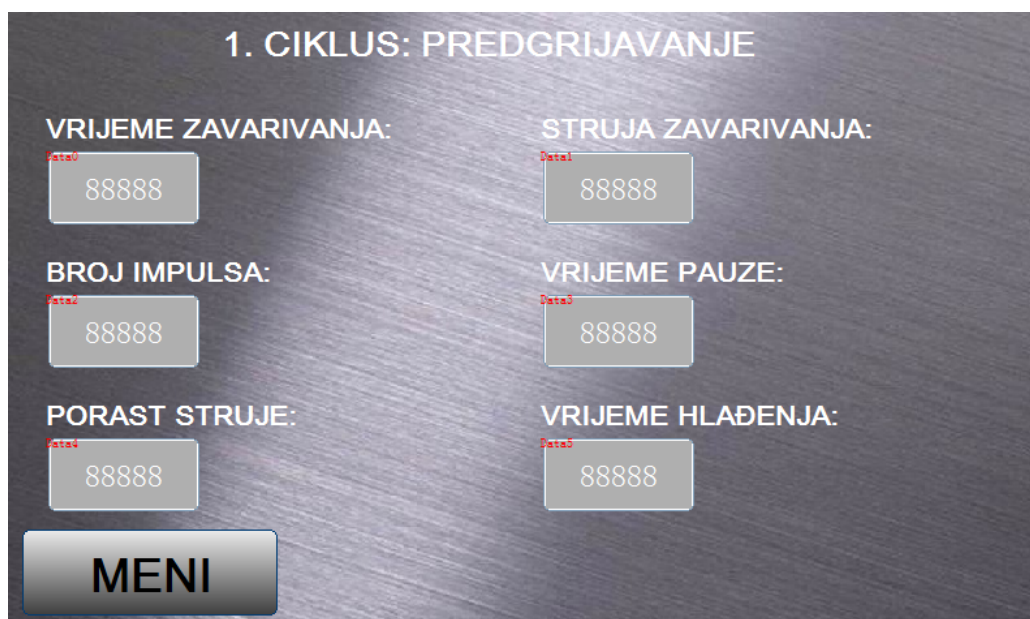 1. CIKLUS: PREDGRIJAVANJE
VRIJEME ZAVARIVANJA:
Data0
88888
STRUJA ZAVARIVANJA:
Data1
88888
BROJ IMPULSA:
Data2
88888
VRIJEME PAUZE:
Data3
88888
PORAST STRUJE:
Data4
88888
VRIJEME HLAĐENJA:
Data5
88888
MENI